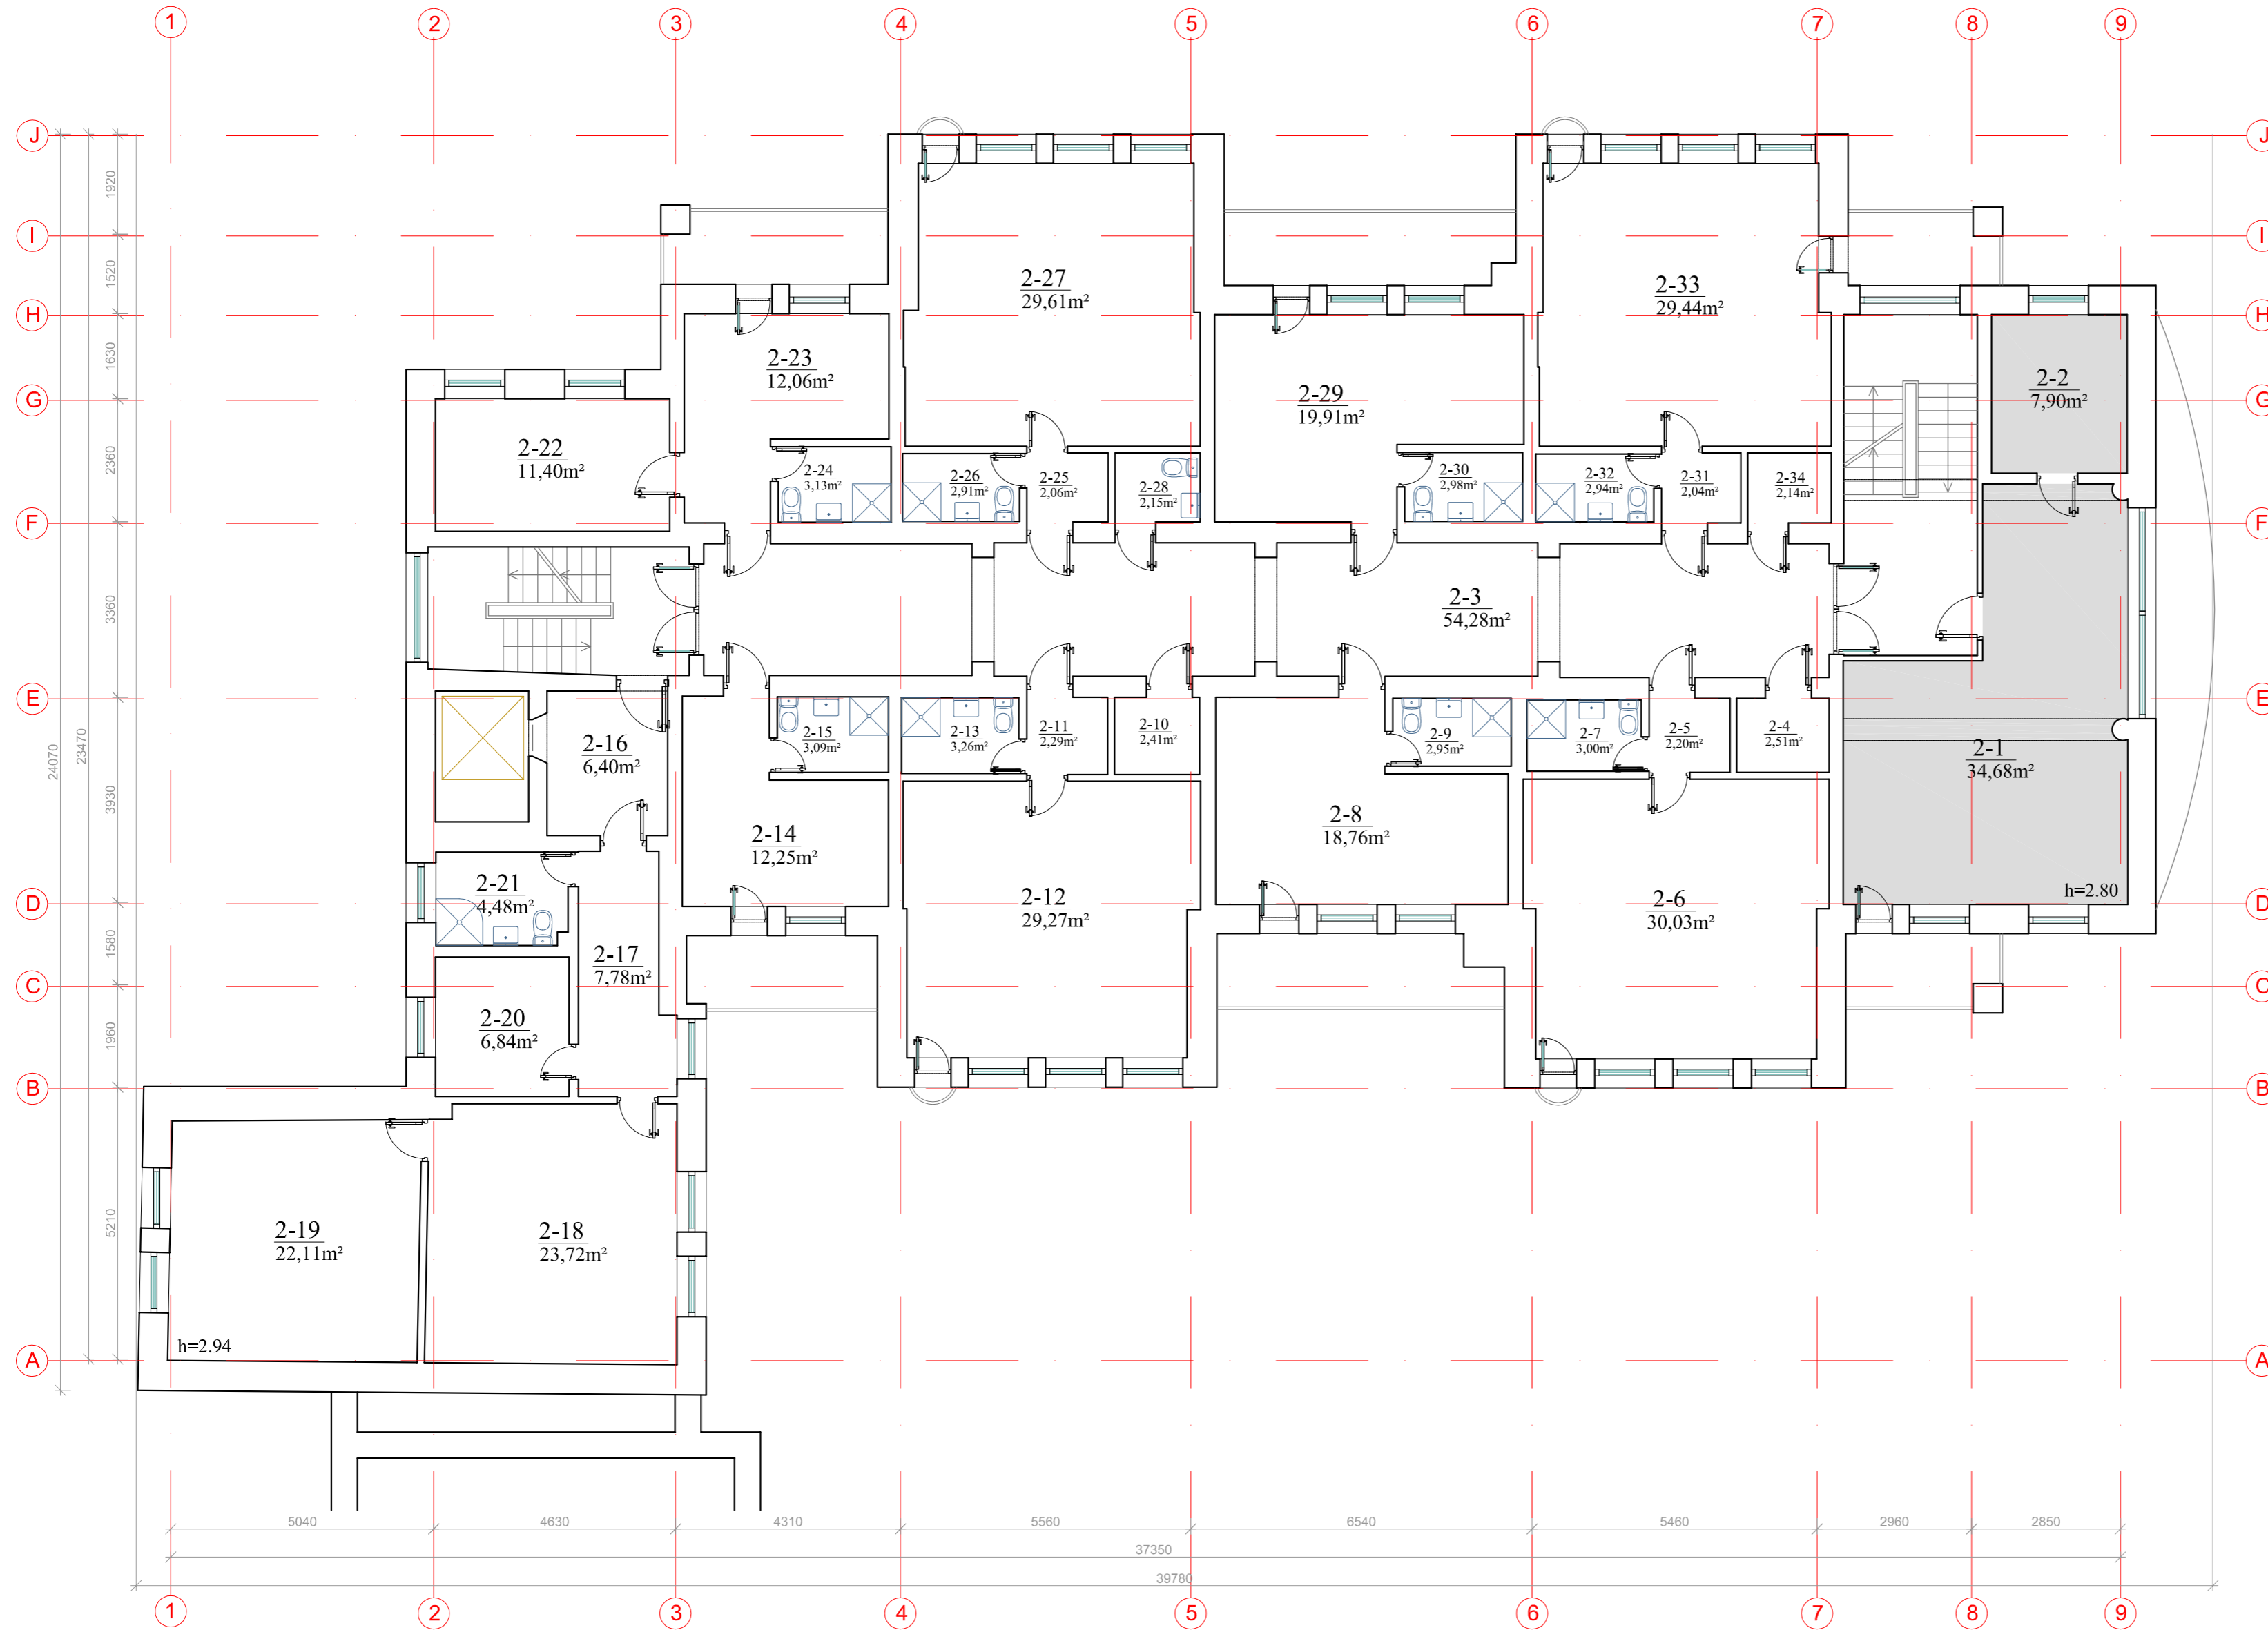 1 2 3 4 5 6 7 8 9
J J
1920
I I
1520
2-27
29,61m²
2-33
29,44m²
H H
1630
2-23
12,06m²
2-2
7,90m²
G G
2-29
19,91m²
2-22
11,40m²
2360
2-24
3,13m²
2-26
2,91m²
2-25
2,06m²
2-28
2,15m²
2-30
2,98m²
2-32
2,94m²
2-31
2,04m²
2-34
2,14m²
F F
3360
2-3
54,28m²
E E
24070
23470
3930
2-16
6,40m²
2-15
3,09m²
2-13
3,26m²
2-11
2,29m²
2-10
2,41m²
2-9
2,95m²
2-7
3,00m²
2-5
2,20m²
2-4
2,51m²
2-1
34,68m²
2-14
12,25m²
2-8
18,76m²
2-21
4,48m²
2-12
29,27m²
2-6
30,03m²
h=2.80
D D
1580
2-17
7,78m²
C C
1960
2-20
6,84m²
B B
5210
2-19
22,11m²
2-18
23,72m²
h=2.94
A A
5040 4630 4310 5560 6540 5460 2960 2850
37350
39780
1 2 3 4 5 6 7 8 9